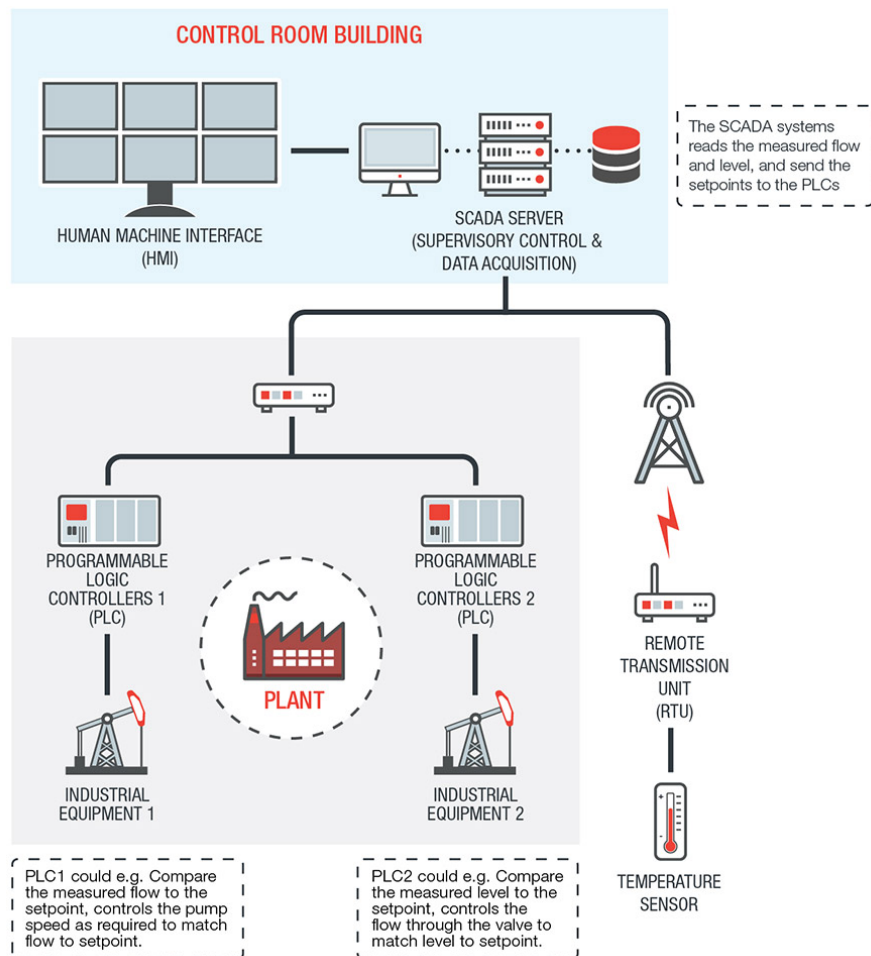 CONTROL ROOM BUILDING
HUMAN MACHINE INTERFACE
(HMI)
SCADA SERVER
(SUPERVISORY CONTROL &
DATA ACQUISITION)
The SCADA systems
reads the measured flow
and level, and send the
setpoints to the PLCs
PROGRAMMABLE
LOGIC
CONTROLLERS 1
(PLC)
PROGRAMMABLE
LOGIC
CONTROLLERS 2
(PLC)
PLANT
REMOTE
TRANSMISSION
UNIT
(RTU)
INDUSTRIAL
EQUIPMENT 1
INDUSTRIAL
EQUIPMENT 2
+
-
TEMPERATURE
SENSOR
PLC1 could e.g. Compare
the measured flow to the
setpoint, controls the pump
speed as required to match
flow to setpoint.
PLC2 could e.g. Compare
the measured level to the
setpoint, controls the
flow through the valve to
match level to setpoint.